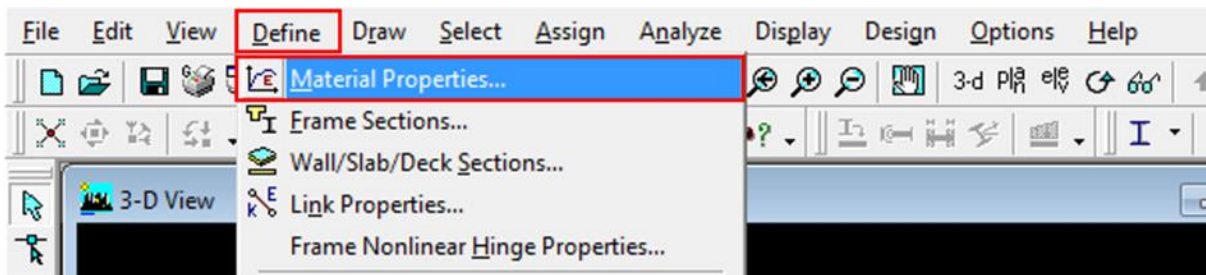 File Edit View Define Draw Select Assign Analyze Display Design Options Help
Material Properties... 3-d
Frame Sections...
Wall/Slab/Deck Sections...
3-D View Link Properties...
Frame Nonlinear Hinge Properties...